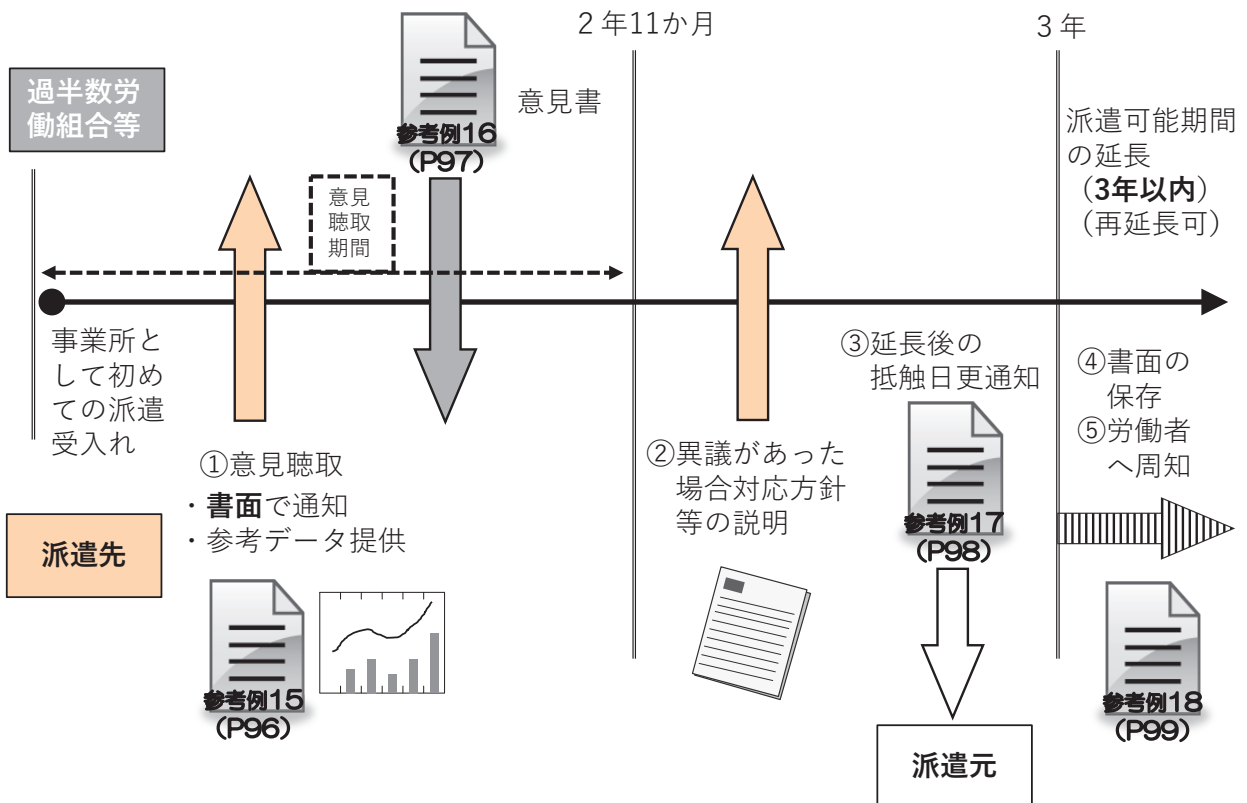 2年11か月
3年
過半数労
働組合等
参考例16
(P97)
意見書
派遣可能期間
の延長
（3年以内）
（再延長可）
意見
聴取
期間
事業所と
して初め
ての派遣
受入れ
①意見聴取
・書面で通知
・参考データ提供
②異議があった
場合対応方針
等の説明
③延長後の
抵触日更通知
④書面の
保存
⑤労働者
へ周知
派遣先
参考例15
(P96)
参考例17
(P98)
参考例18
(P99)
派遣元